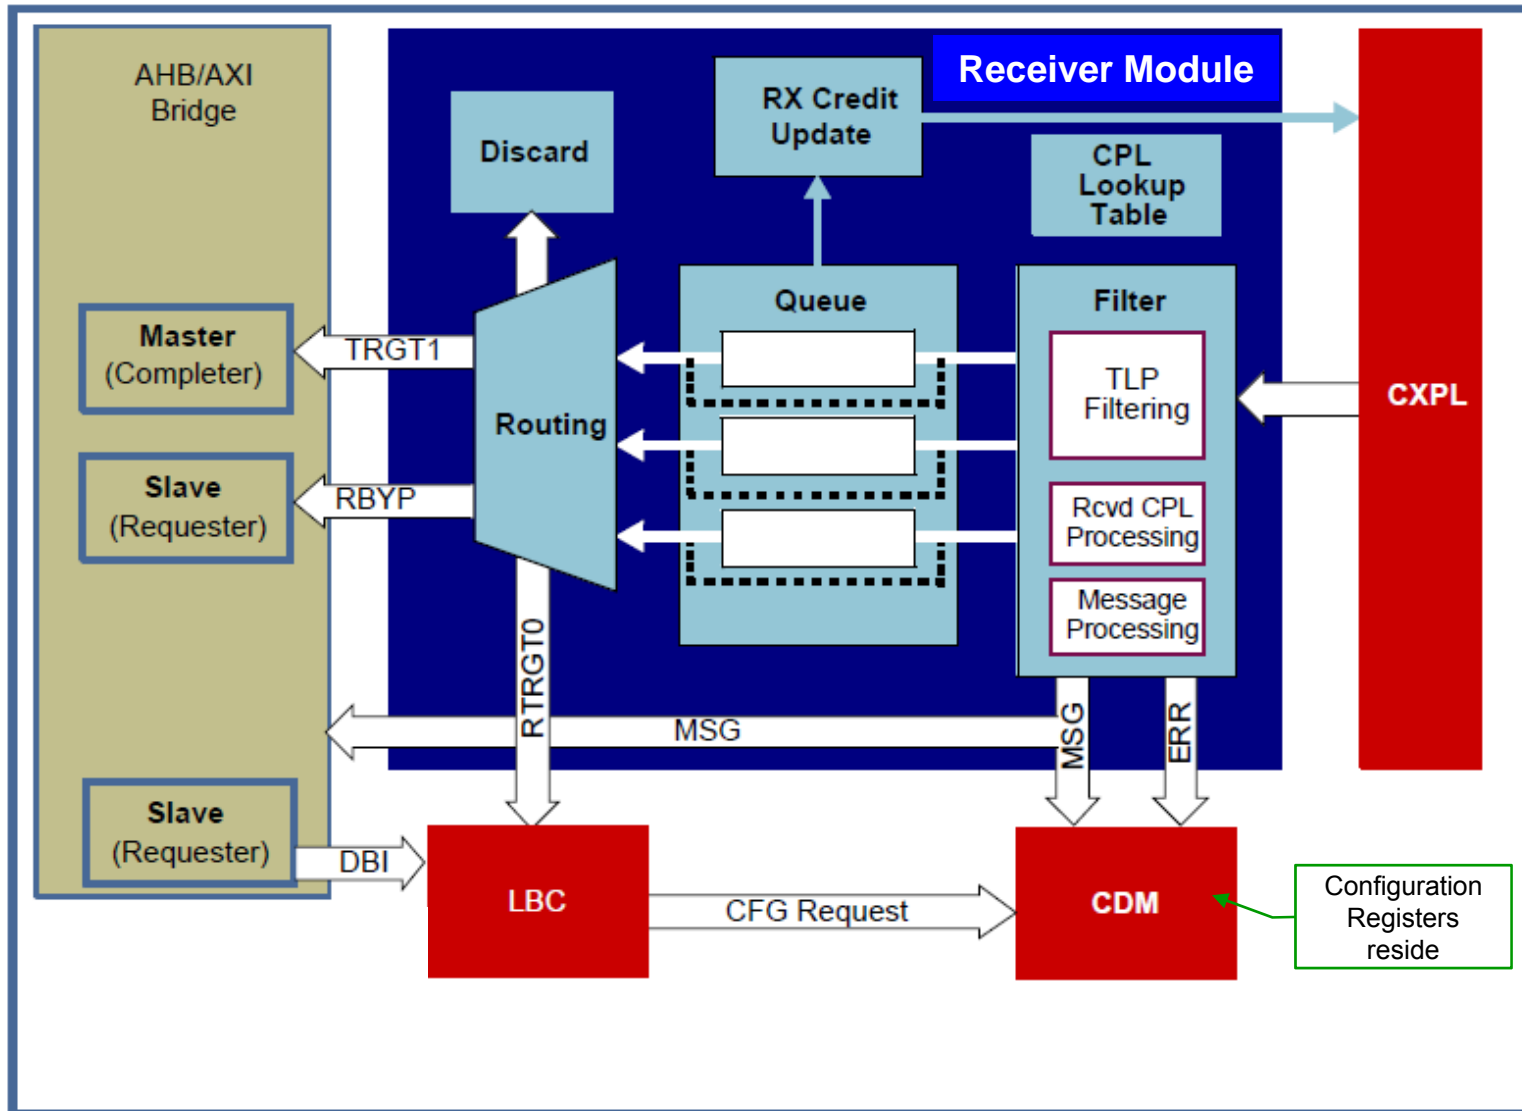 AHB/AXI
Bridge
Receiver Module
RX Credit
Update
Discard
CPL
Lookup
Table
Queue
Filter
Master
(Completer)
TRGT1
TLP
Filtering
CXPL
Routing
Slave
(Requester)
RBYP
Rcvd CPL
Processing
Message
Processing
RTRGT0
MSG
MSG
ERR
Slave
(Requester)
DBI
LBC
CFG Request
CDM
Configuration
Registers
reside